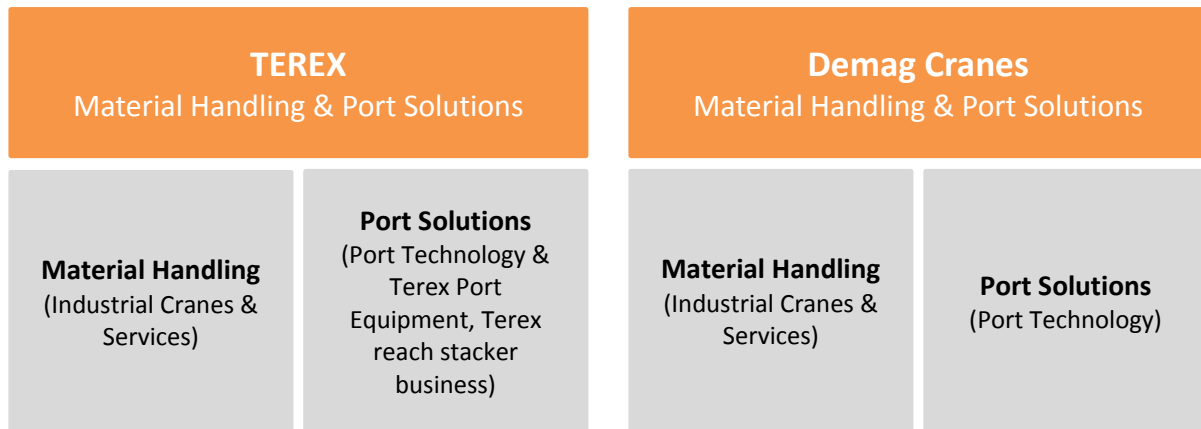 TEREX
Material Handling & Port Solutions
Demag Cranes
Material Handling & Port Solutions
Material Handling
(Industrial Cranes &
Services)
Port Solutions
(Port Technology &
Terex Port
Equipment, Terex
reach stacker
business)
Material Handling
(Industrial Cranes &
Services)
Port Solutions
(Port Technology)